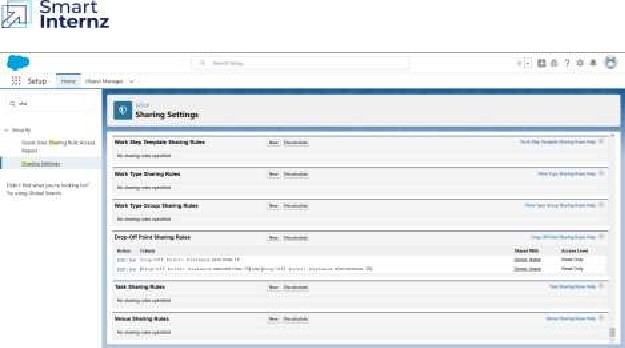 Smart
Internz
Search Setup
Setup Home Object Manager
sha
SETUP
Sharing Settings
Security
Guest User Sharing Rule Access
Report
Sharing Settings
Didn't find what you're looking for?
Try using Global Search.
Work Step Template Sharing Rules New Recalculate Work Step Template Sharing Rules Help
No sharing rules specified.
Work Type Sharing Rules New Recalculate Work Type Sharing Rules Help
No sharing rules specified.
Work Type Group Sharing Rules New Recalculate Work Type Group Sharing Rules Help
No sharing rules specified.
Drop-Off Point Sharing Rules New Recalculate Drop-Off Point Sharing Rules Help
Action Criteria Shared With Access Level
Edit | Del Read Only
Edit | Del Read Only
Task Sharing Rules New Recalculate Task Sharing Rules Help
No sharing rules specified.
Venue Sharing Rules New Recalculate Venue Sharing Rules Help
No sharing rules specified.